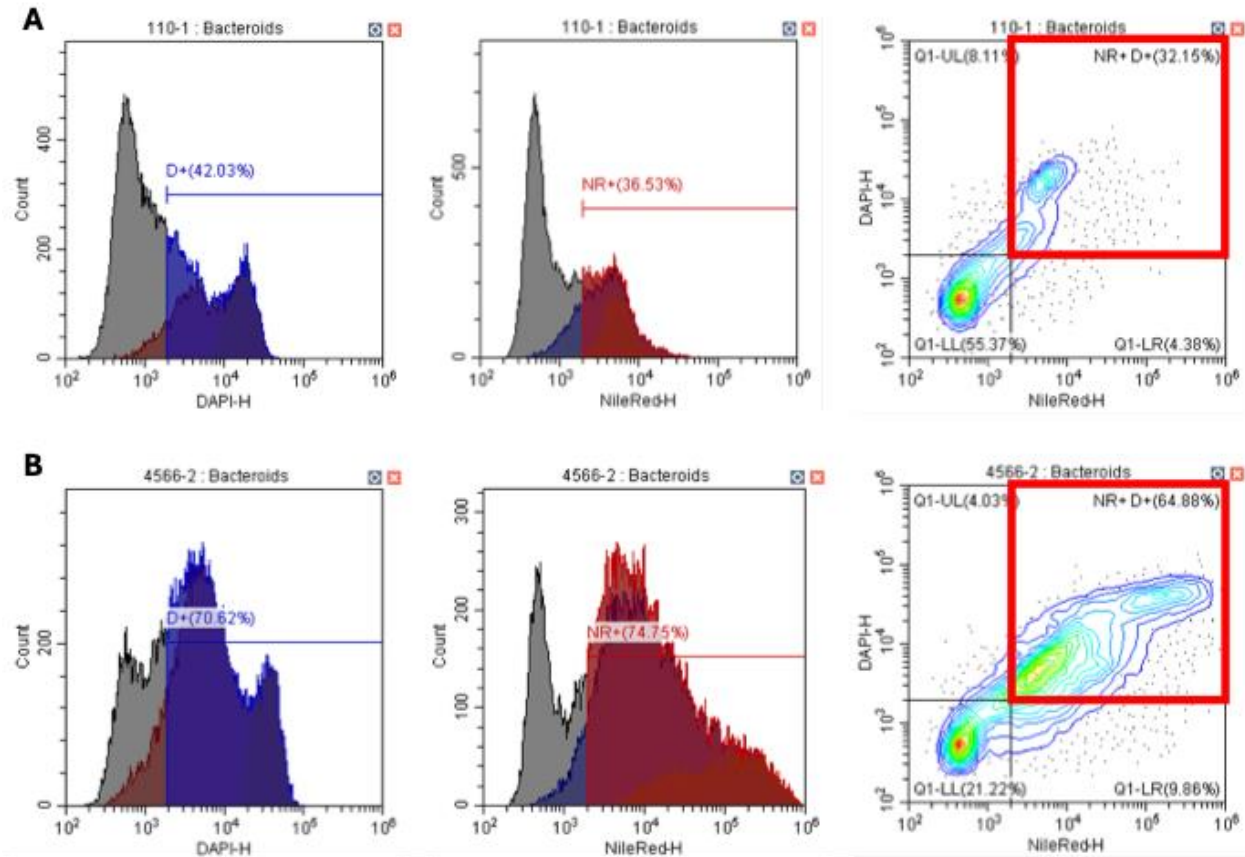 A
110-1 : Bacteroids
400
200
0
Count
D+(42.03%)
10² 10³ 10⁴ 10⁵ 10⁶
DAPI-H
110-1 : Bacteroids
500
0
Count
NR+(36.53%)
10² 10³ 10⁴ 10⁵ 10⁶
NileRed-H
110-1 : Bacteroids
Q1-UL(8.11%)
NR+ D+(32.15%)
10⁶
10⁵
10⁴
10³
10²
DAPI-H
Q1-LL(55.37%)
Q1-LR(4.38%)
10² 10³ 10⁴ 10⁵ 10⁶
NileRed-H
B
4566-2 : Bacteroids
200
0
Count
D+(70.62%)
10² 10³ 10⁴ 10⁵ 10⁶
DAPI-H
4566-2 : Bacteroids
300
200
100
0
Count
NR+(74.75%)
10² 10³ 10⁴ 10⁵ 10⁶
NileRed-H
4566-2 : Bacteroids
Q1-UL(4.03%)
NR+ D+(64.88%)
10⁶
10⁵
10⁴
10³
10²
DAPI-H
Q1-LL(21.22%)
Q1-LR(9.86%)
10² 10³ 10⁴ 10⁵ 10⁶
NileRed-H